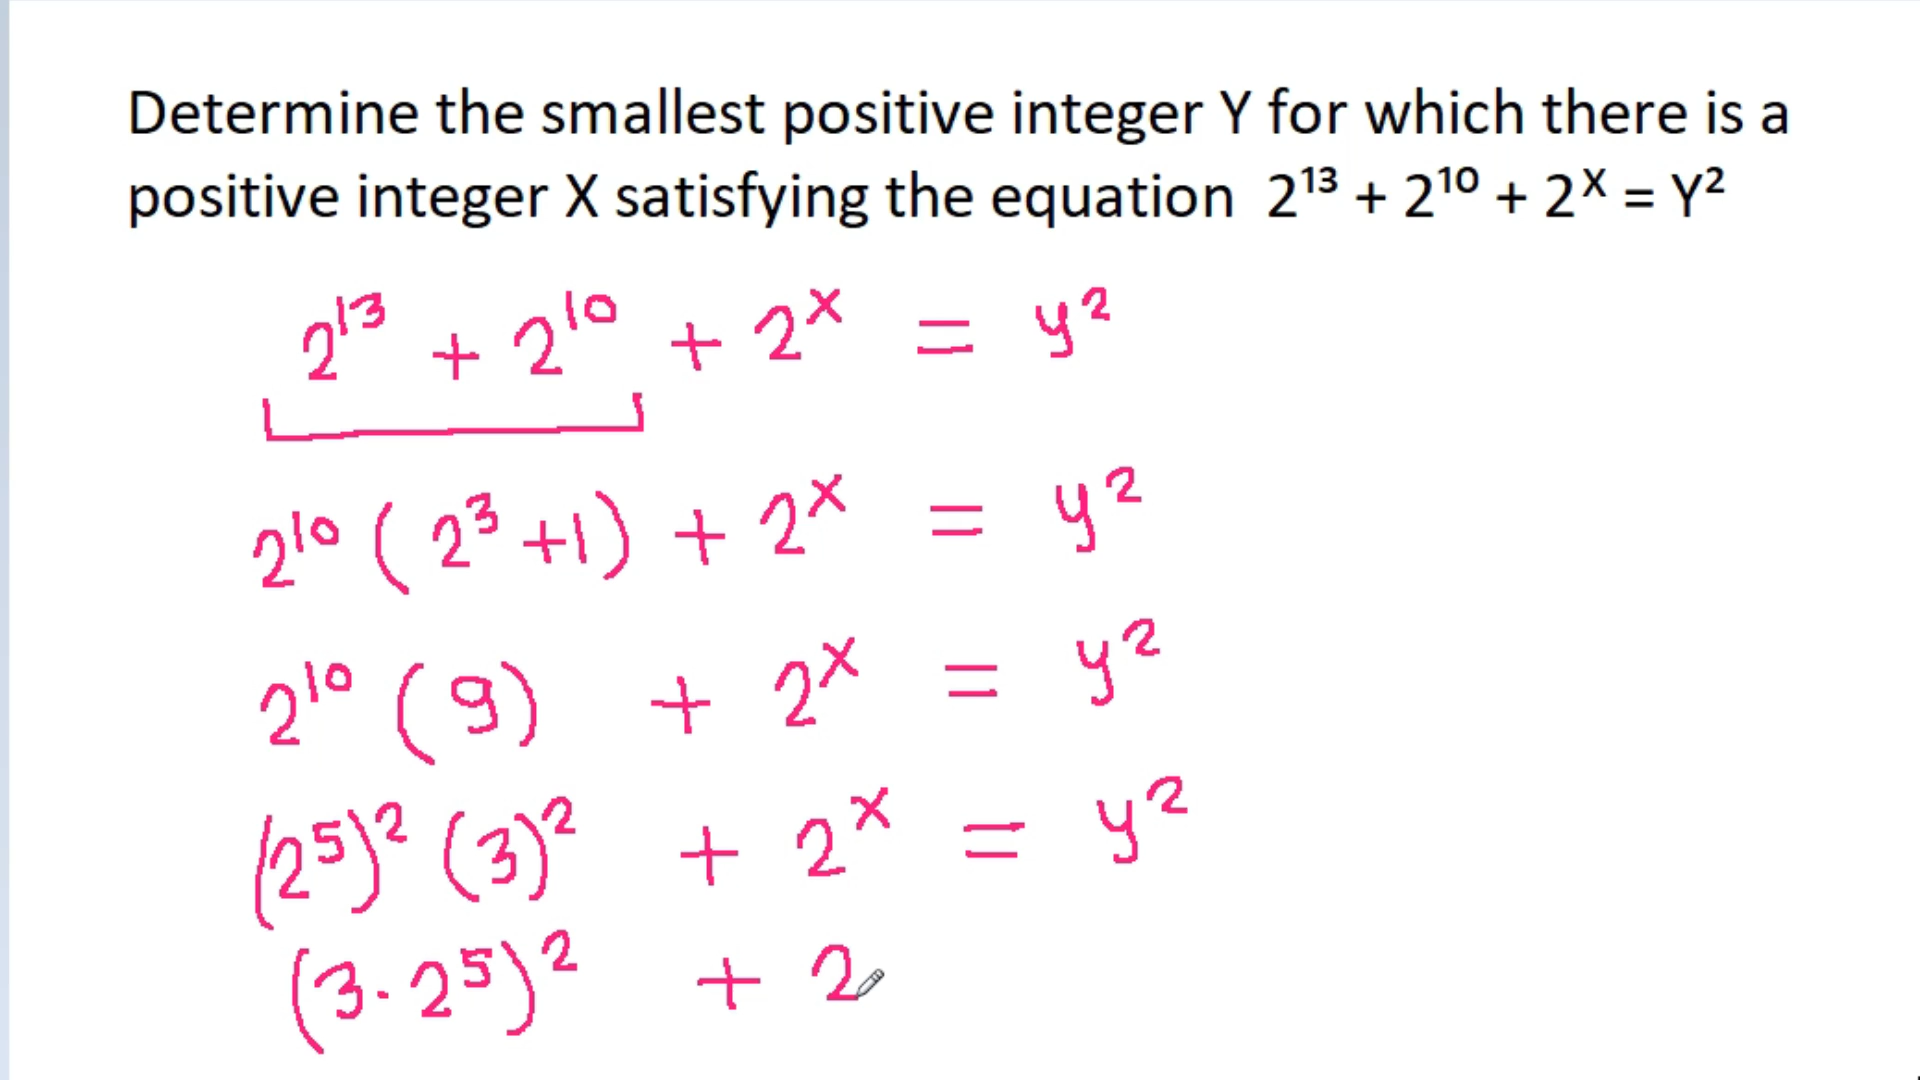 Determine the smallest positive integer Y for which there is a
positive integer X satisfying the equation 2¹³ + 2¹⁰ + 2ˣ = Y²
2¹³ + 2¹⁰ + 2ˣ = y²
2¹⁰ ( 2³ +1) + 2ˣ = y²
2¹⁰ (9) + 2ˣ = y²
(2⁵)² (3)² + 2ˣ = y²
(3 · 2⁵)² + 2